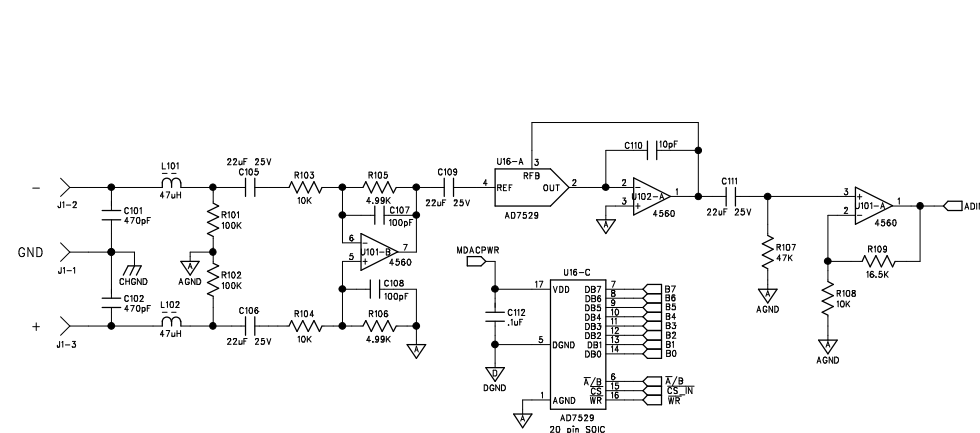 -
J1-2
GND
J1-1
+
J1-3
C101
470pF
C102
470pF
CHGND
L101
47uH
L102
47uH
R101
100K
R102
100K
A
AGND
22uF 25V
C105
C106
22uF 25V
R103
10K
R104
10K
R105
4.99K
C107
100pF
6
-
5
+
U101-B
7
4560
C108
100pF
R106
4.99K
A
C109
22uF 25V
U16-A
4
REF
3
RFB
OUT
2
AD7529
C110
10pF
2
-
3
+
U102-A
1
4560
A
C111
22uF 25V
R107
47K
A
AGND
3
+
2
-
U101-A
1
4560
R109
16.5K
R108
10K
A
AGND
MDACPWR
C112
.1uF
D
DGND
U16-C
17
VDD
5
DGND
1
AGND
A
DB7
7
B7
DB6
8
B6
DB5
9
B5
DB4
10
B4
DB3
11
B3
DB2
12
B2
DB1
13
B1
DB0
14
B0
A/B
6
A/B
CS
15
CS_IN
WR
16
WR
AD7529
20 pin SOIC